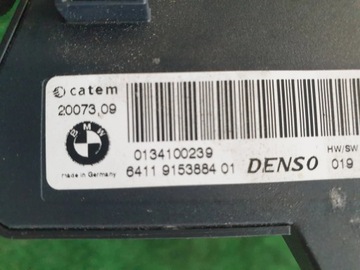 catem
20073,09
BMW
0134100239
HW/SW
6411 9153884 01
DENSO
019
Made in Germany